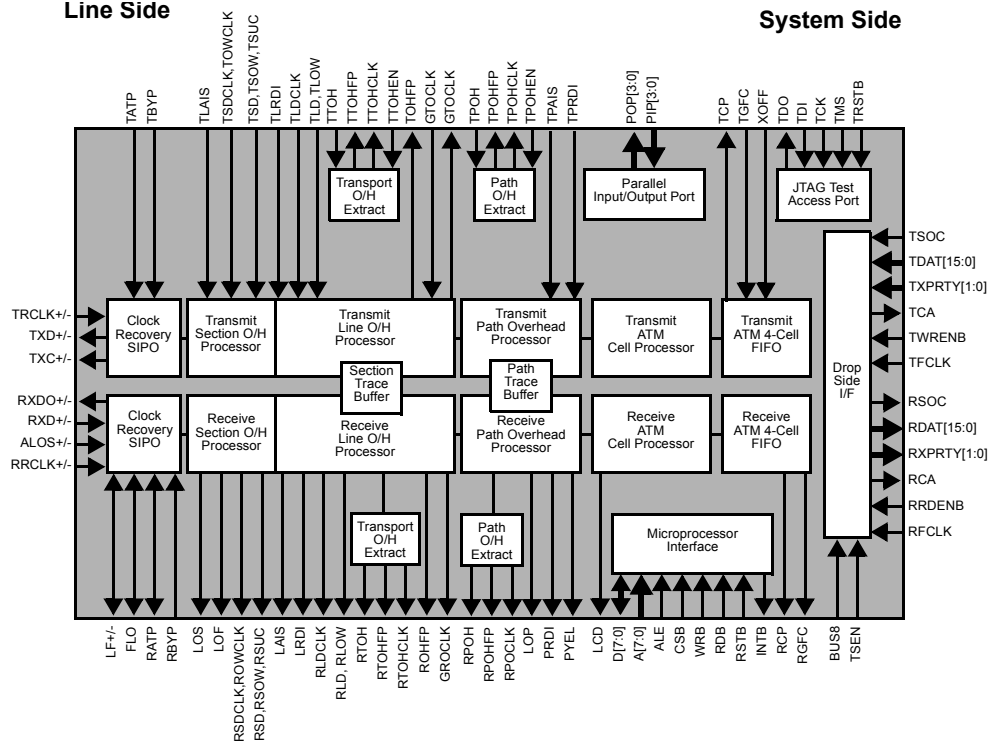 Line Side
System Side
TATP
TBYP
TLAIS
TSDCLK,TOWCLK
TSD,TSOW,TSUC
TLRDI
TLDCLK
TLD, TLOW
TTOH
TTOHFP
TTOHCLK
TTOHEN
TOHFP
GTOCLK
GTOCLK
TPOH
TPOHFP
TPOHCLK
TPOHEN
TPAIS
TPRDI
POP[3:0]
PIP[3:0]
TCP
TGFC
XOFF
TDO
TDI
TCK
TMS
TRSTB
Transport
O/H
Extract
Path
O/H
Extract
Parallel
Input/Output Port
JTAG Test
Access Port
TRCLK+/-
TXD+/-
TXC+/-
RXDO+/-
RXD+/-
ALOS+/-
RRCLK+/-
Clock
Recovery
SIPO
Transmit
Section O/H
Processor
Transmit
Line O/H
Processor
Transmit
Path Overhead
Processor
Transmit
ATM
Cell Processor
Transmit
ATM 4-Cell
FIFO
Section
Trace
Buffer
Path
Trace
Buffer
Clock
Recovery
SIPO
Receive
Section O/H
Processor
Receive
Line O/H
Processor
Receive
Path Overhead
Processor
Receive
ATM
Cell Processor
Receive
ATM 4-Cell
FIFO
Drop
Side
I/F
TSOC
TDAT[15:0]
TXPRTY[1:0]
TCA
TWRENB
TFCLK
RSOC
RDAT[15:0]
RXPRTY[1:0]
RCA
RRDENB
RFCLK
Transport
O/H
Extract
Path
O/H
Extract
Microprocessor
Interface
LF+/-
FLO
RATP
RBYP
LOS
LOF
RSDCLK,ROWCLK
RSD,RSOW,RSUC
LAIS
LRDI
RLDCLK
RLD, RLOW
RTOH
RTOHFP
RTOHCLK
ROHFP
GROCLK
RPOH
RPOHFP
RPOCLK
LOP
PRDI
PYEL
LCD
D[7:0]
A[7:0]
ALE
CSB
WRB
RDB
RSTB
INTB
RCP
RGFC
BUS8
TSEN